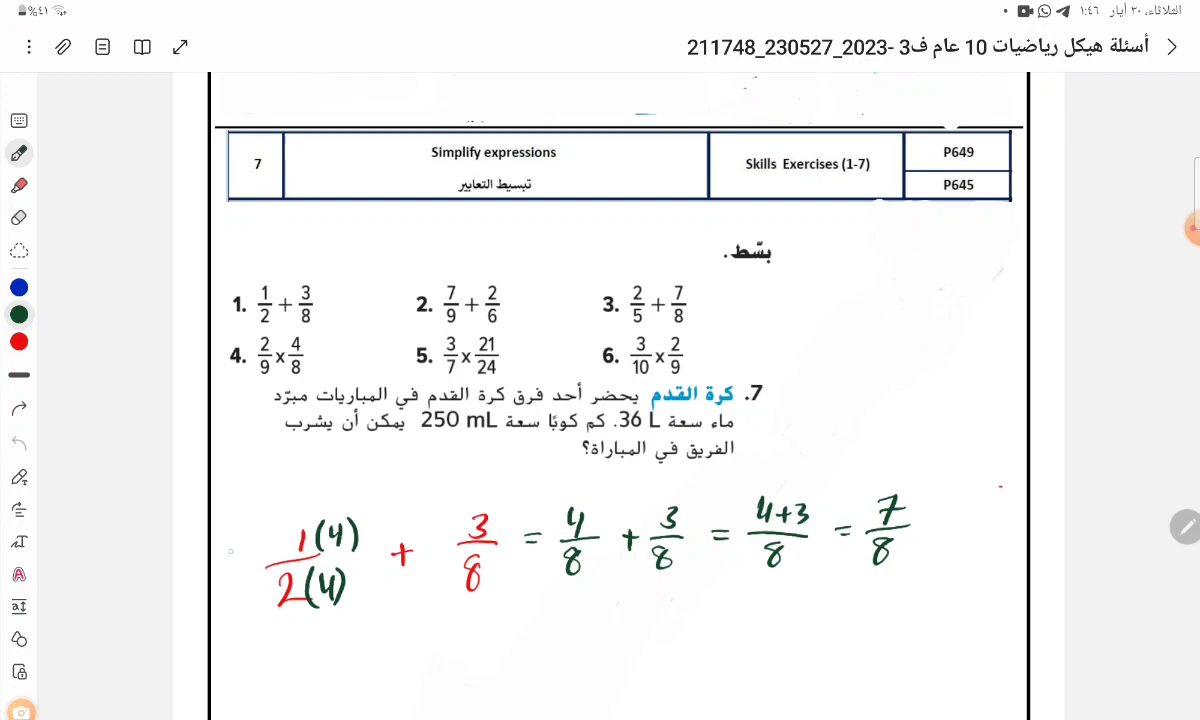 %٤١ الثلاثاء، ٣٠ أيار ١:٤٦
أسئلة هيكل رياضيات 10 عام ف3 -2023_230527_211748
7 Simplify expressions Skills Exercises (1-7) P649
تبسيط التعابير P645
بسّط.
1. 1/2 + 3/8 2. 7/9 + 2/6 3. 2/5 + 7/8
4. 2/9 x 4/8 5. 3/7 x 21/24 6. 3/10 x 2/9
7. كرة القدم يحضر أحد فرق كرة القدم في المباريات مبرّد
ماء سعة 36 L. كم كوبًا سعة 250 mL يمكن أن يشرب
الفريق في المباراة؟
1(4)/2(4) + 3/8 = 4/8 + 3/8 = 4+3/8 = 7/8